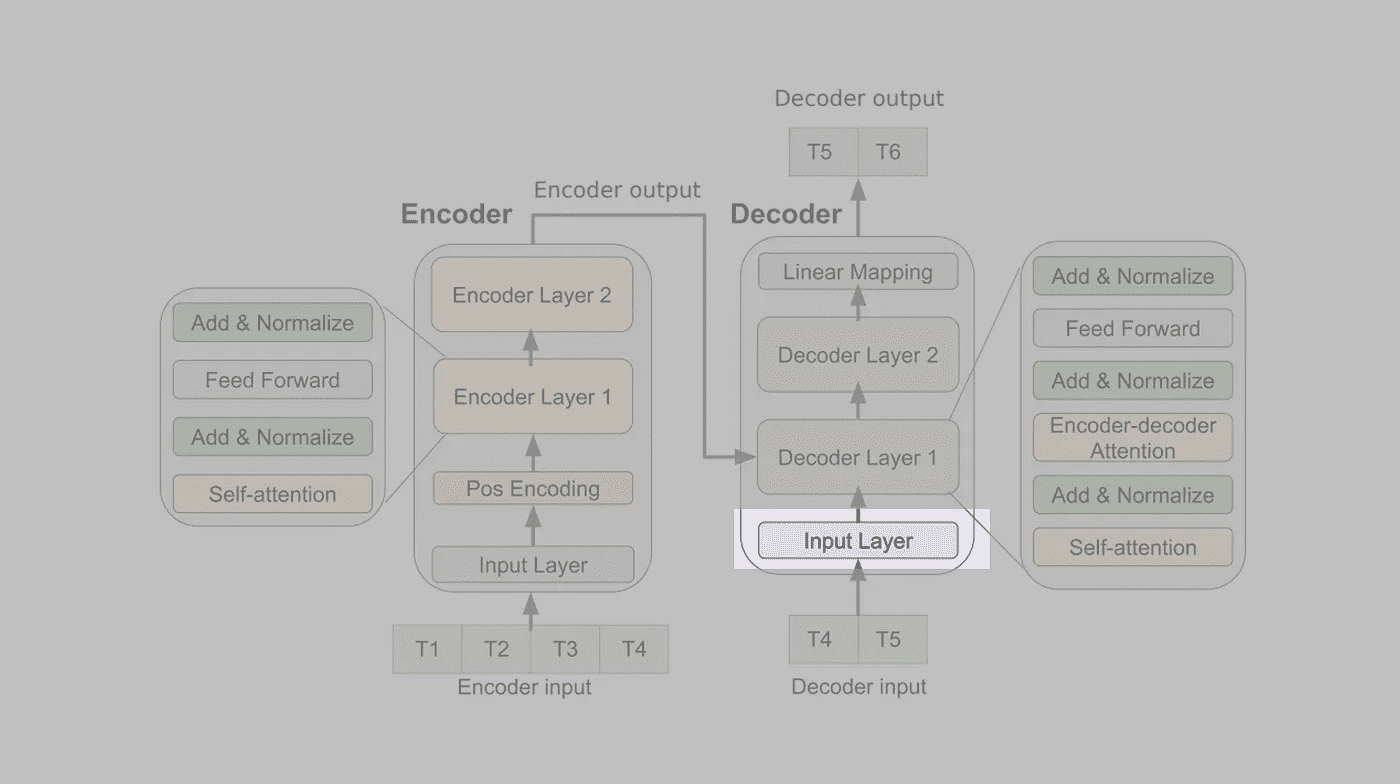 Decoder output
T5 T6
Encoder output
Encoder
Decoder
Add & Normalize
Feed Forward
Add & Normalize
Self-attention
Encoder Layer 2
Encoder Layer 1
Pos Encoding
Input Layer
T1 T2 T3 T4
Encoder input
Linear Mapping
Decoder Layer 2
Decoder Layer 1
Input Layer
T4 T5
Decoder input
Add & Normalize
Feed Forward
Add & Normalize
Encoder-decoder
Attention
Add & Normalize
Self-attention